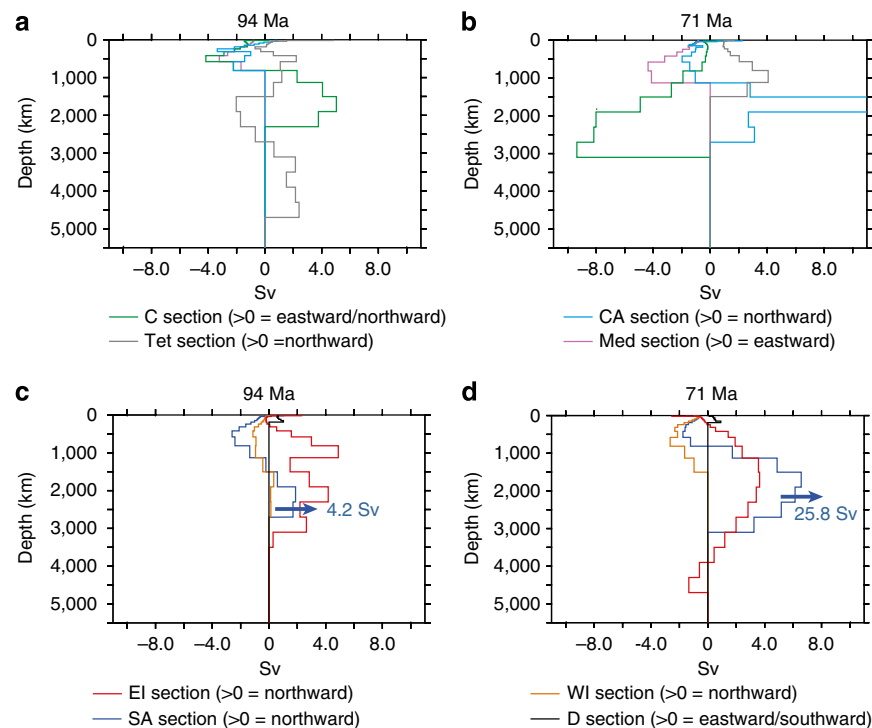 a
94 Ma
0
1,000
2,000
3,000
4,000
5,000
Depth (km)
–8.0 –4.0 0 4.0 8.0
Sv
C section (>0 = eastward/northward)
Tet section (>0 =northward)
b
71 Ma
0
1,000
2,000
3,000
4,000
5,000
Depth (km)
–8.0 –4.0 0 4.0 8.0
Sv
CA section (>0 = northward)
Med section (>0 = eastward)
c
94 Ma
0
1,000
2,000
3,000
4,000
5,000
Depth (km)
4.2 Sv
–8.0 –4.0 0 4.0 8.0
Sv
EI section (>0 = northward)
SA section (>0 = northward)
d
71 Ma
0
1,000
2,000
3,000
4,000
5,000
Depth (km)
25.8 Sv
–8.0 –4.0 0 4.0 8.0
Sv
WI section (>0 = northward)
D section (>0 = eastward/southward)